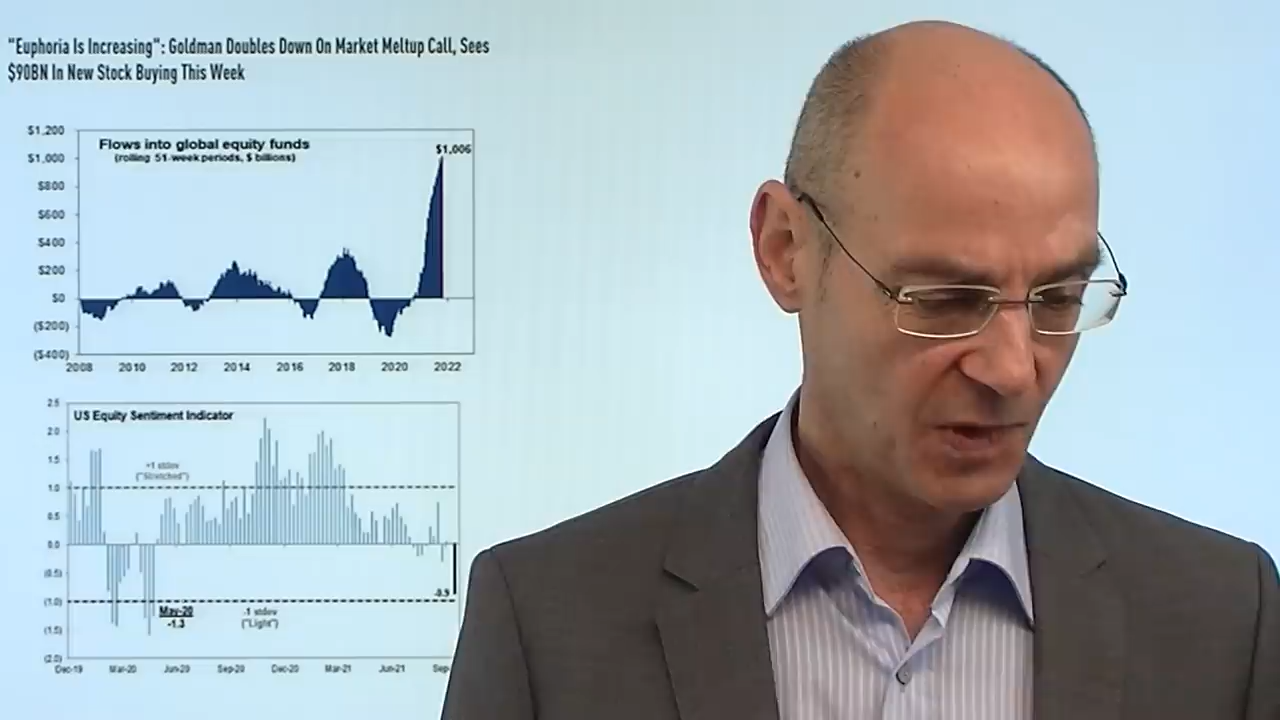 "Euphoria Is Increasing": Goldman Doubles Down On Market Meltup Call, Sees
$90BN In New Stock Buying This Week
$1,200
Flows into global equity funds
(rolling 51-week periods, $ billions)
$1,006
$1,000
$800
$600
$400
$200
$0
($200)
($400)
2008 2010 2012 2014 2016 2018 2020 2022
2.5
US Equity Sentiment Indicator
2.0
1.5
+1 stdev
("Stretched")
1.0
0.5
0.0
(0.5)
-0.9
(1.0)
May-20
-1.3
-1 stdev
("Light")
(1.5)
(2.0)
Dec-19 Mar-20 Jun-20 Sep-20 Dec-20 Mar-21 Jun-21 Sep-